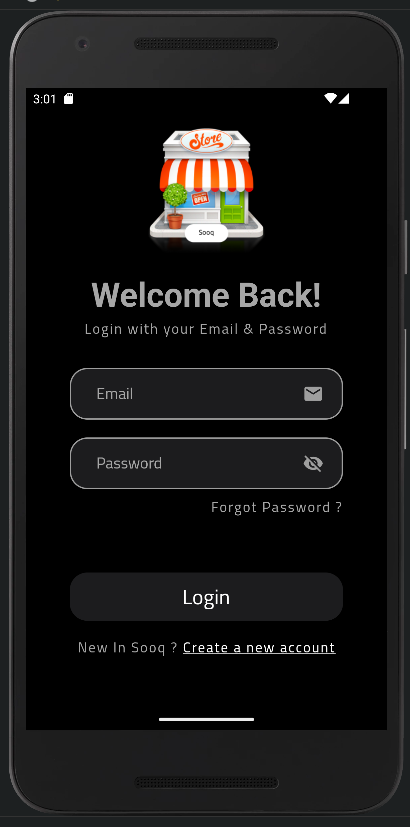 3:01
Store
OPEN
Sooq
Welcome Back!
Login with your Email & Password
Email
Password
Forgot Password ?
Login
New In Sooq ? Create a new account